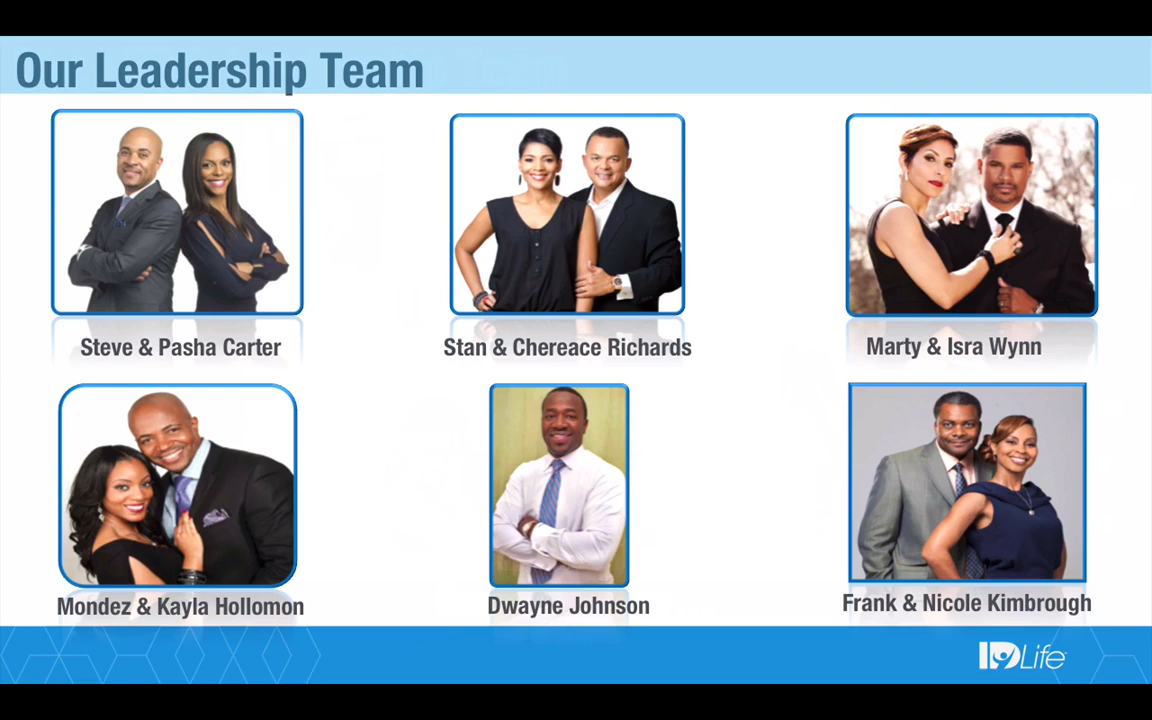 Our Leadership Team
Steve & Pasha Carter
Stan & Chereace Richards
Marty & Isra Wynn
Mondez & Kayla Hollomon
Dwayne Johnson
Frank & Nicole Kimbrough
IDLife